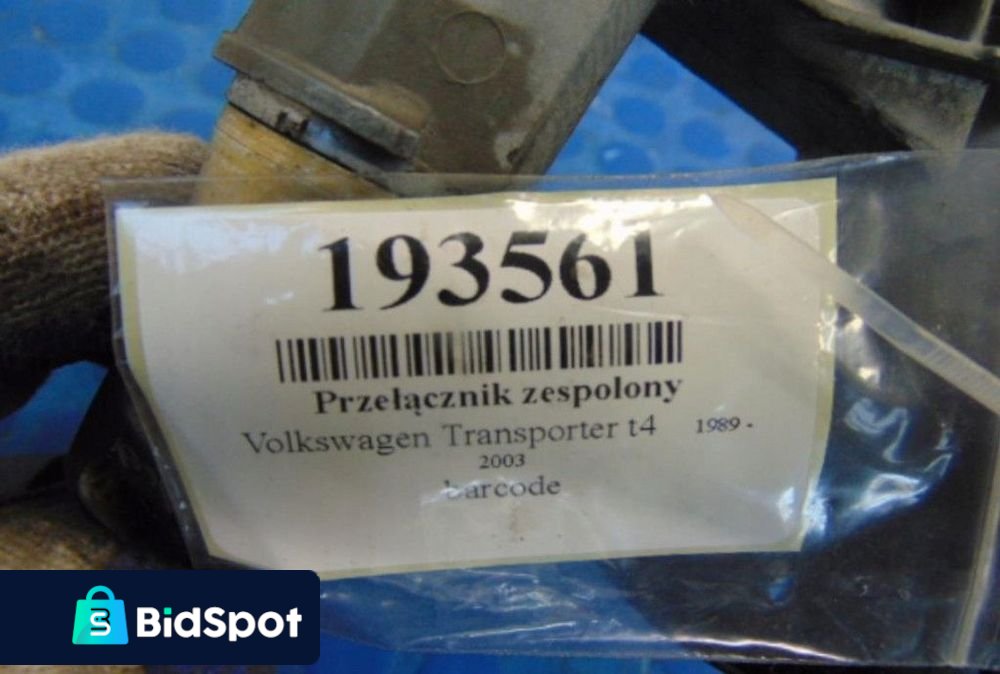 193561
Przełącznik zespolony
Volkswagen Transporter t4 1989 -
2003
barcode
BidSpot